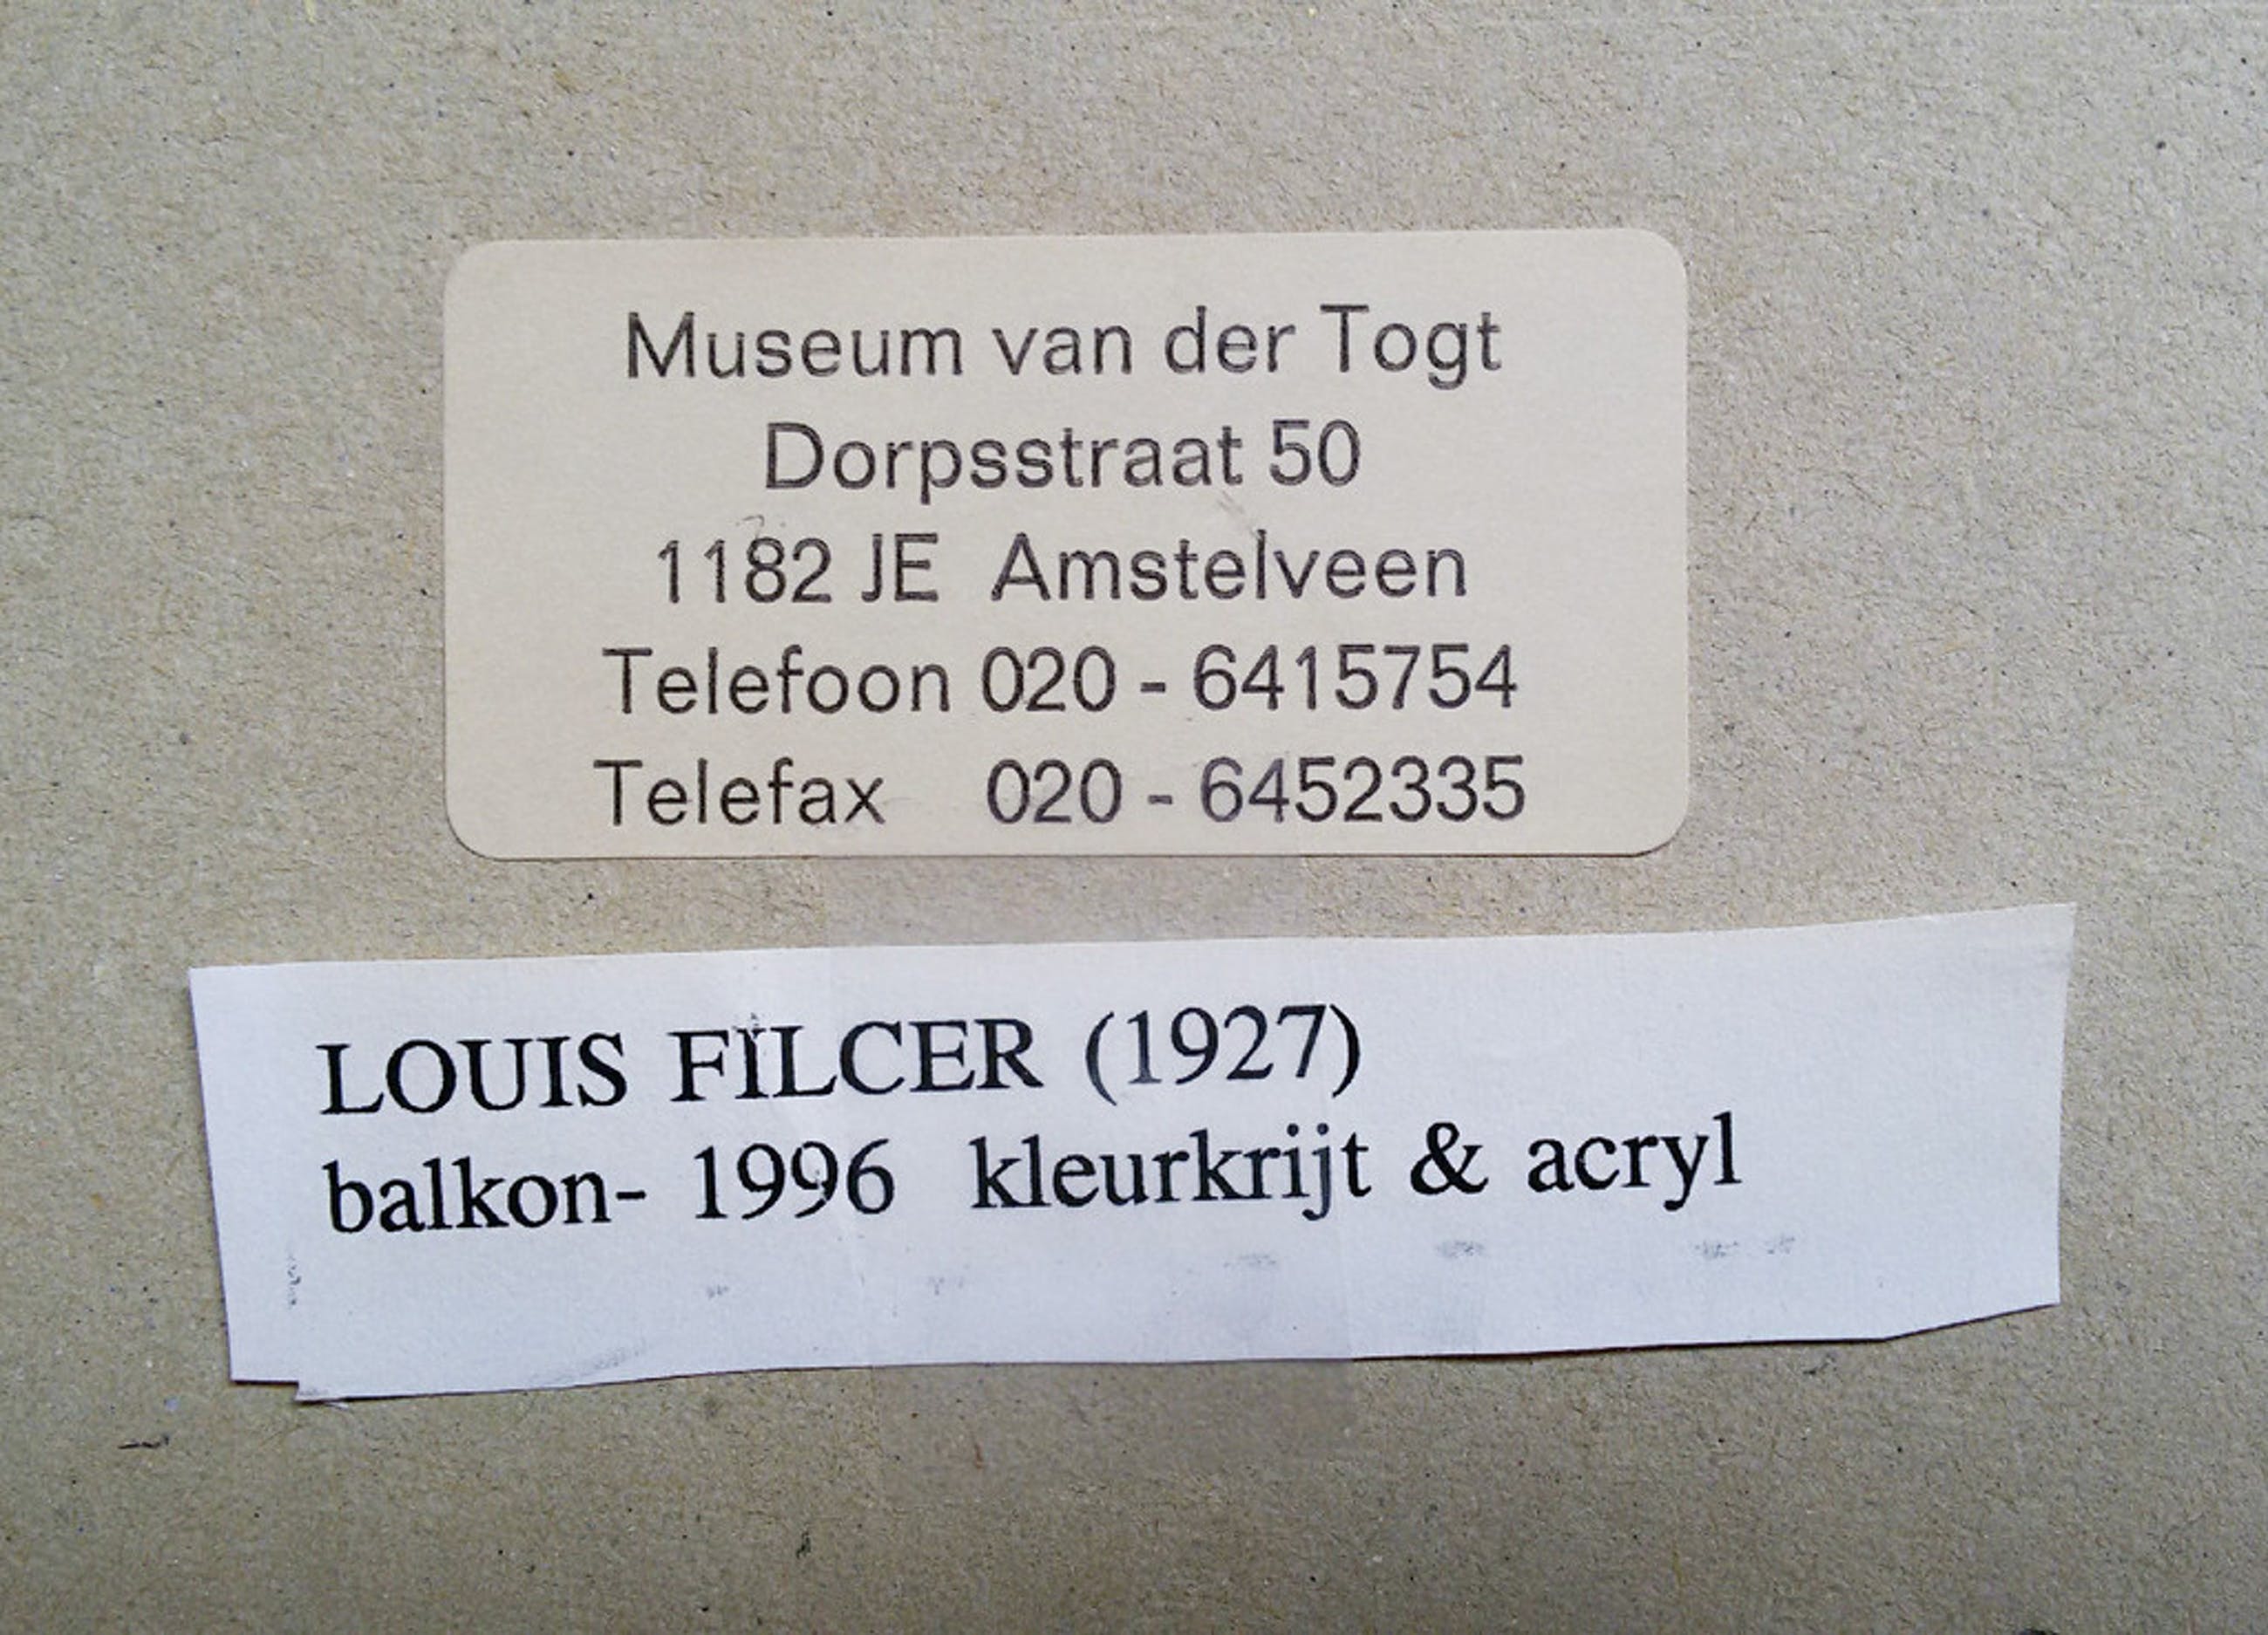 Museum van der Togt
Dorpsstraat 50
1182 JE Amstelveen
Telefoon 020 - 6415754
Telefax 020 - 6452335
LOUIS FILCER (1927)
balkon- 1996 kleurkrijt & acryl